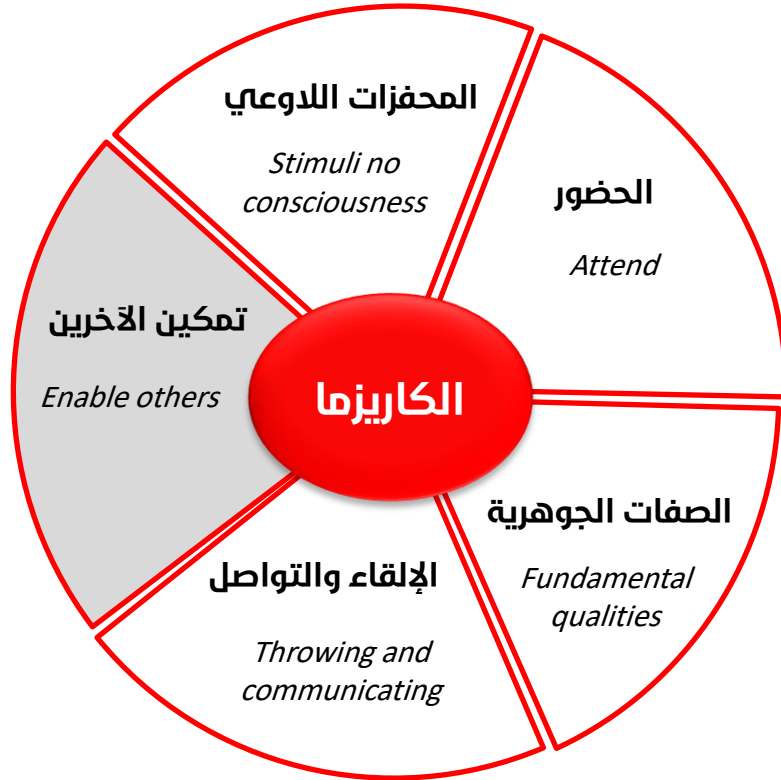 المحفزات اللاوعي
Stimuli no
consciousness
الحضور
Attend
تمكين الآخرين
Enable others
الكاريزما
الصفات الجوهرية
Fundamental
qualities
الإلقاء والتواصل
Throwing and
communicating